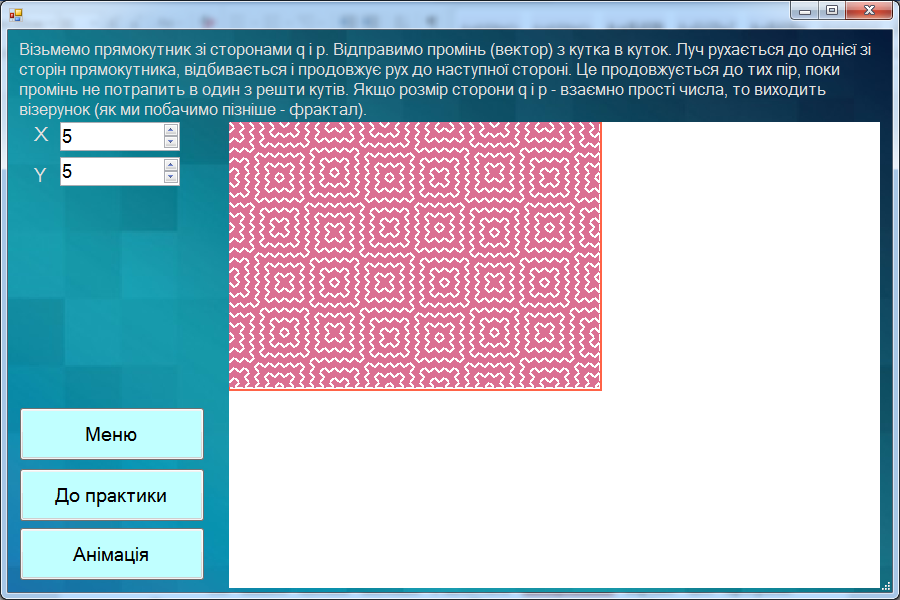 Візьмемо прямокутник зі сторонами q і p. Відправимо промінь (вектор) з кутка в куток. Луч рухається до однієї зі
сторін прямокутника, відбивається і продовжує рух до наступної стороні. Це продовжується до тих пір, поки
промінь не потрапить в один з решти кутів. Якщо розмір сторони q і p - взаємно прості числа, то виходить
візерунок (як ми побачимо пізніше - фрактал).
X 5
Y 5
Меню
До практики
Анімація